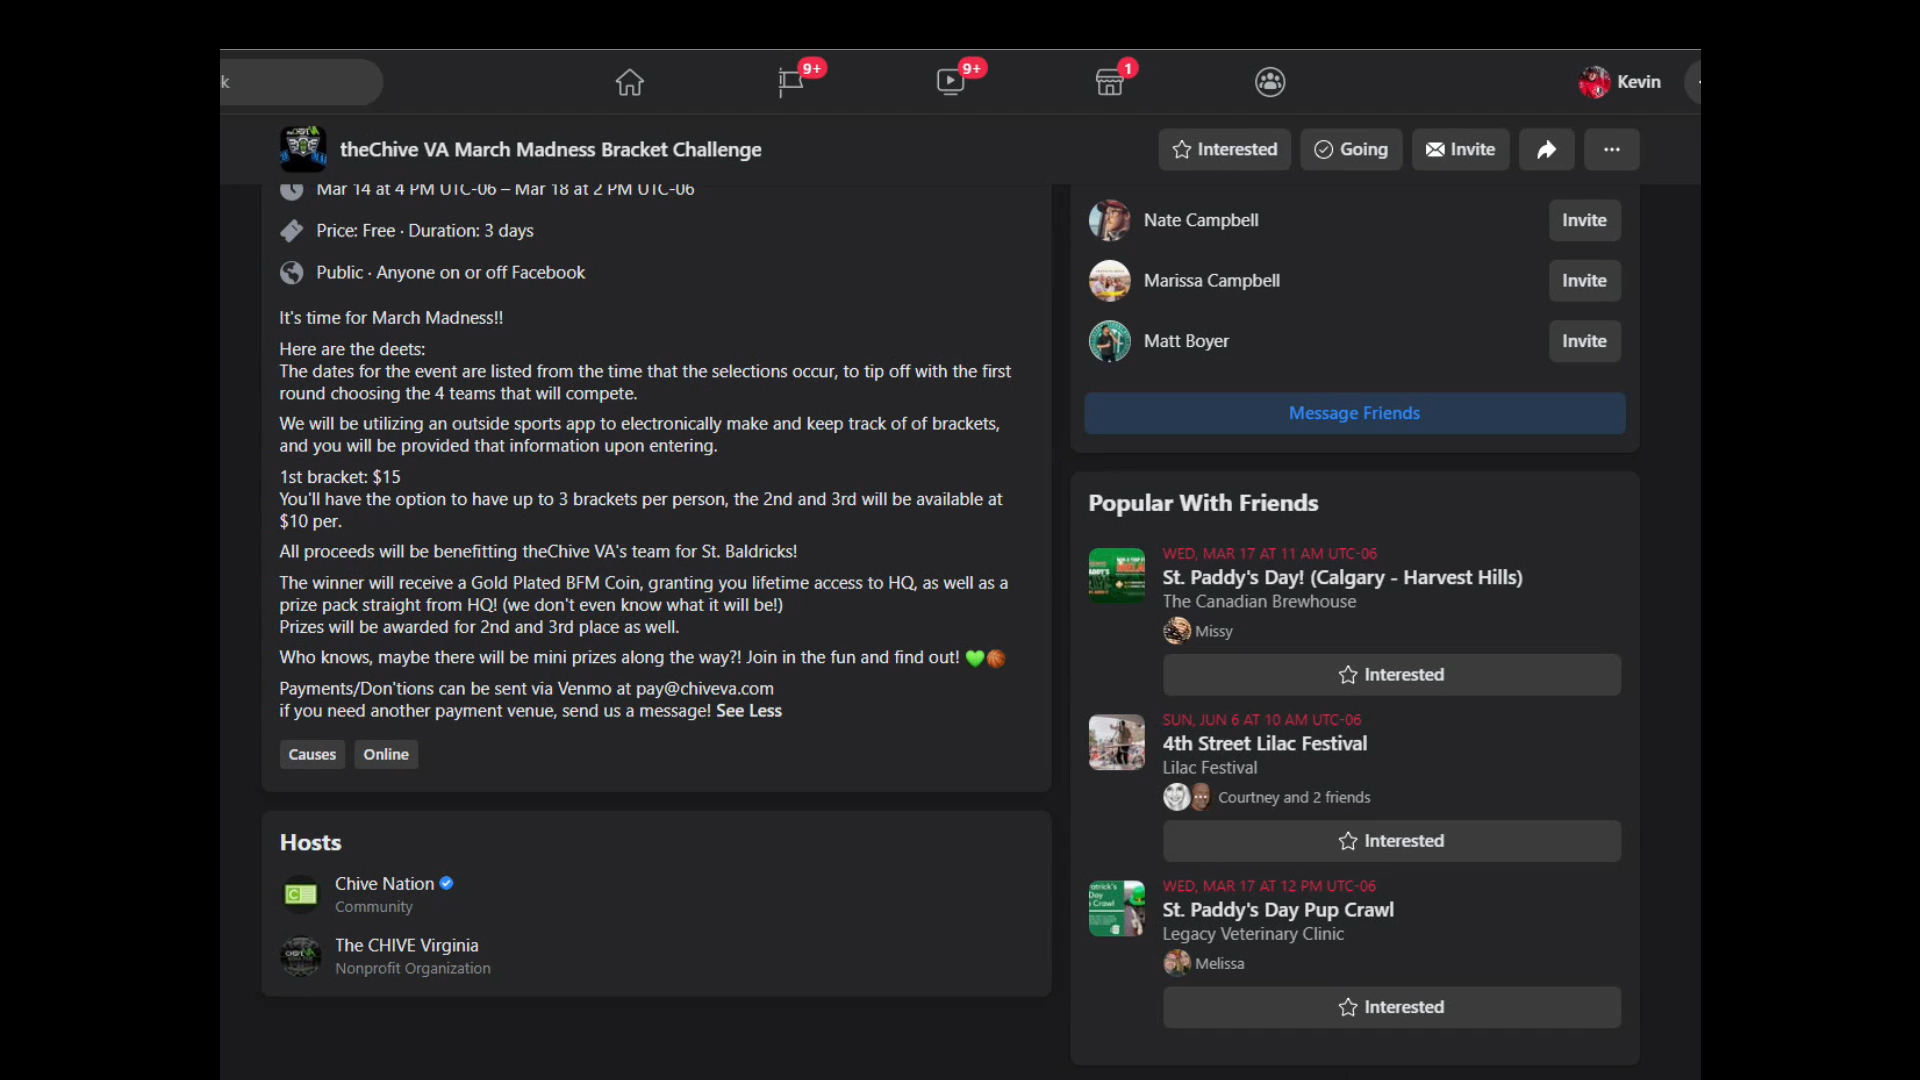 k
9+
9+
1
Kevin
theChive VA March Madness Bracket Challenge
Interested
Going
Invite
Mar 14 at 4 PM UTC-06 – Mar 18 at 2 PM UTC-06
Price: Free · Duration: 3 days
Public · Anyone on or off Facebook
It's time for March Madness!!
Here are the deets:
The dates for the event are listed from the time that the selections occur, to tip off with the first
round choosing the 4 teams that will compete.
We will be utilizing an outside sports app to electronically make and keep track of of brackets,
and you will be provided that information upon entering.
1st bracket: $15
You'll have the option to have up to 3 brackets per person, the 2nd and 3rd will be available at
$10 per.
All proceeds will be benefitting theChive VA's team for St. Baldricks!
The winner will receive a Gold Plated BFM Coin, granting you lifetime access to HQ, as well as a
prize pack straight from HQ! (we don't even know what it will be!)
Prizes will be awarded for 2nd and 3rd place as well.
Who knows, maybe there will be mini prizes along the way?! Join in the fun and find out! 💚🏀
Payments/Don'tions can be sent via Venmo at pay@chiveva.com
if you need another payment venue, send us a message! See Less
Causes
Online
Hosts
Chive Nation
Community
The CHIVE Virginia
Nonprofit Organization
Nate Campbell
Invite
Marissa Campbell
Invite
Matt Boyer
Invite
Message Friends
Popular With Friends
WED, MAR 17 AT 11 AM UTC-06
St. Paddy's Day! (Calgary - Harvest Hills)
The Canadian Brewhouse
Missy
Interested
SUN, JUN 6 AT 10 AM UTC-06
4th Street Lilac Festival
Lilac Festival
Courtney and 2 friends
Interested
WED, MAR 17 AT 12 PM UTC-06
St. Paddy's Day Pup Crawl
Legacy Veterinary Clinic
Melissa
Interested